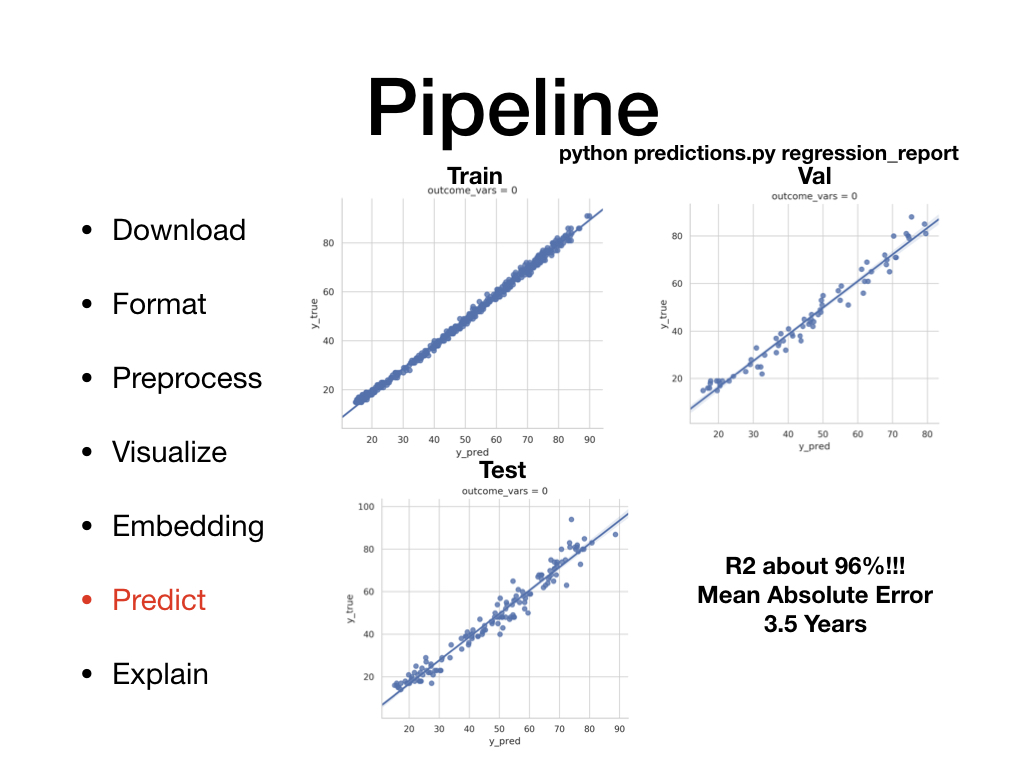 Pipeline
python predictions.py regression_report
• Download
• Format
• Preprocess
• Visualize
• Embedding
• Predict
• Explain
Train
outcome_vars = 0
y_true
80
60
40
20
20 30 40 50 60 70 80 90
y_pred
Val
outcome_vars = 0
y_true
80
60
40
20
20 30 40 50 60 70 80
y_pred
Test
outcome_vars = 0
y_true
100
80
60
40
20
20 30 40 50 60 70 80 90
y_pred
R2 about 96%!!!
Mean Absolute Error
3.5 Years